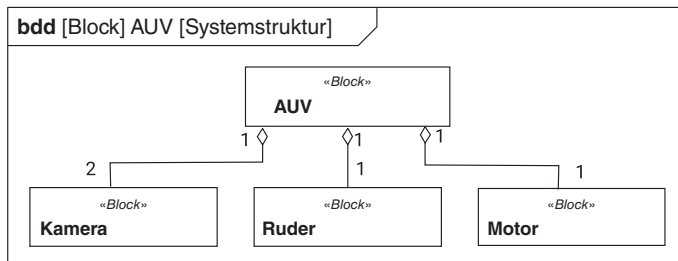 bdd [Block] AUV [Systemstruktur]
«Block»
AUV
1 1 1
2 1 1
«Block» «Block» «Block»
Kamera Ruder Motor